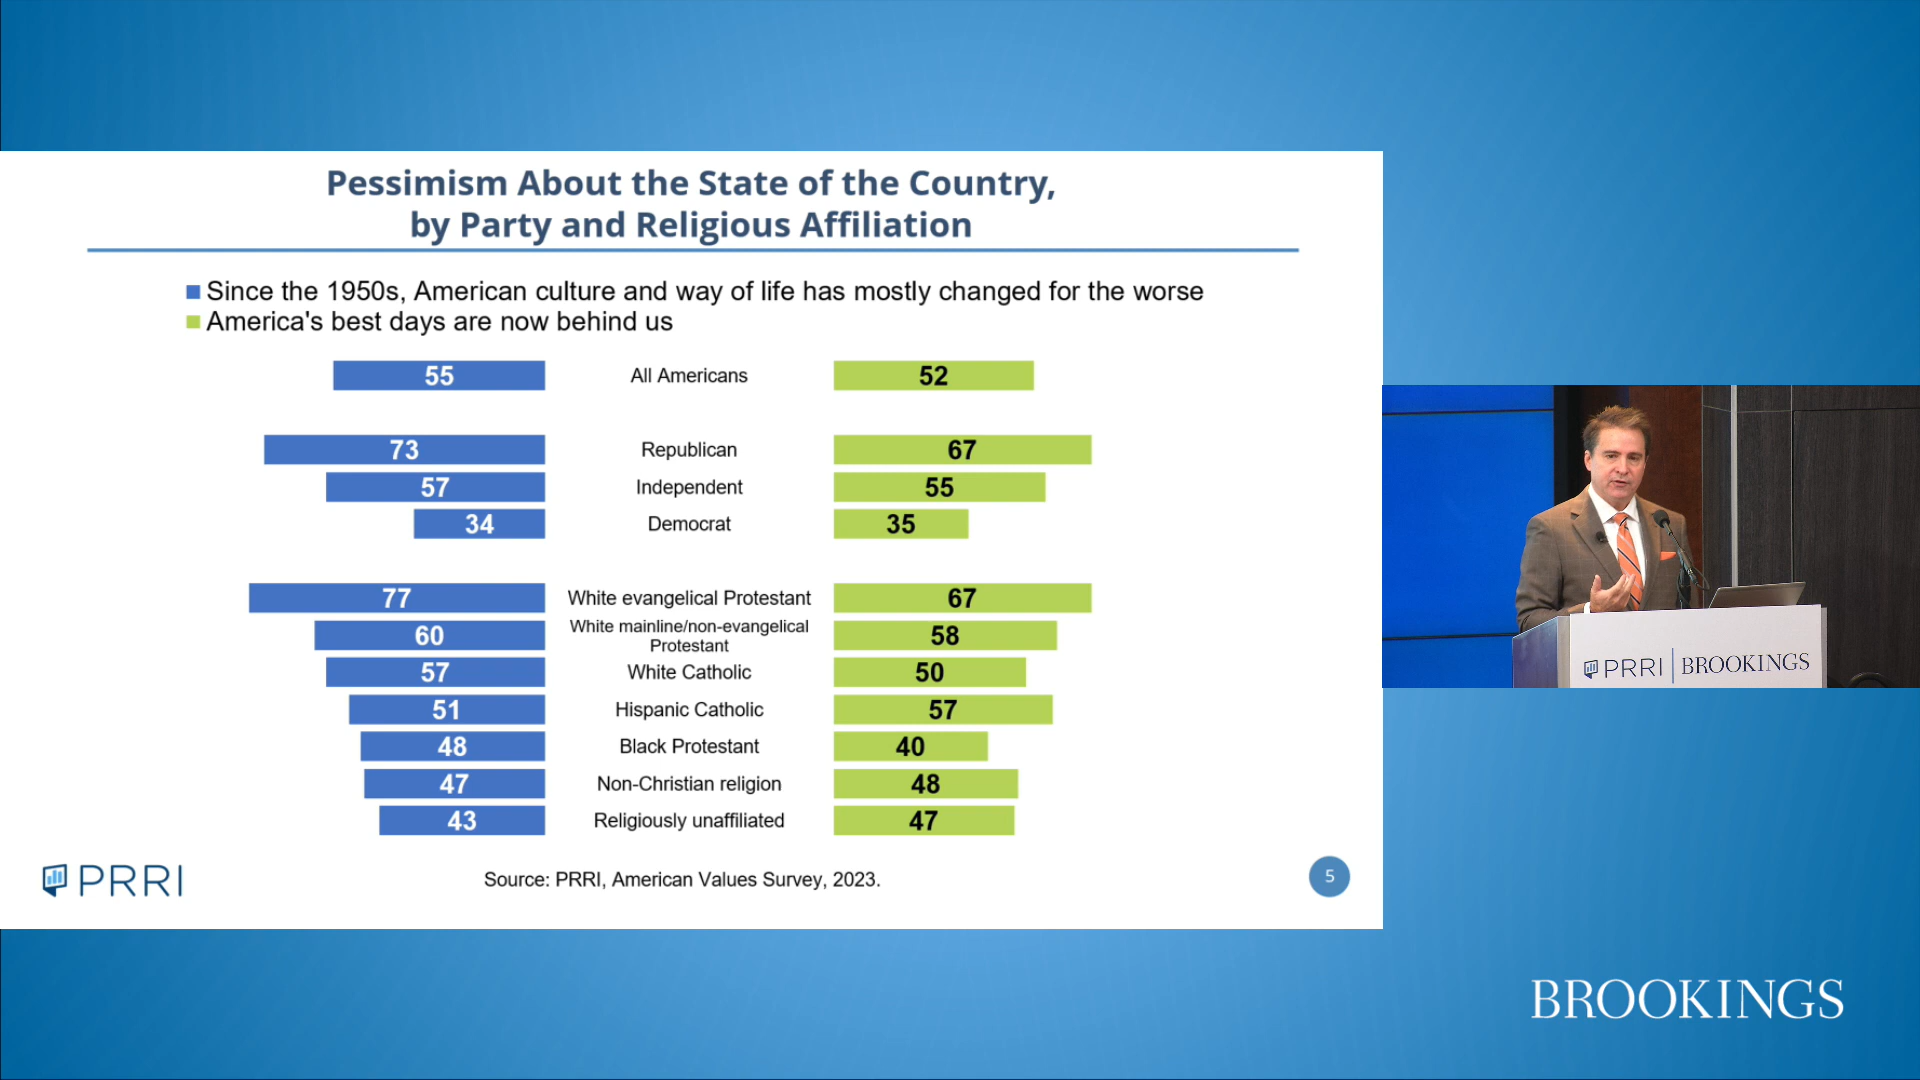 Pessimism About the State of the Country,
by Party and Religious Affiliation
Since the 1950s, American culture and way of life has mostly changed for the worse
America's best days are now behind us
55 All Americans 52
73 Republican 67
57 Independent 55
34 Democrat 35
77 White evangelical Protestant 67
60 White mainline/non-evangelical
Protestant 58
57 White Catholic 50
51 Hispanic Catholic 57
48 Black Protestant 40
47 Non-Christian religion 48
43 Religiously unaffiliated 47
PRRI
Source: PRRI, American Values Survey, 2023.
5
PRRI | BROOKINGS
BROOKINGS